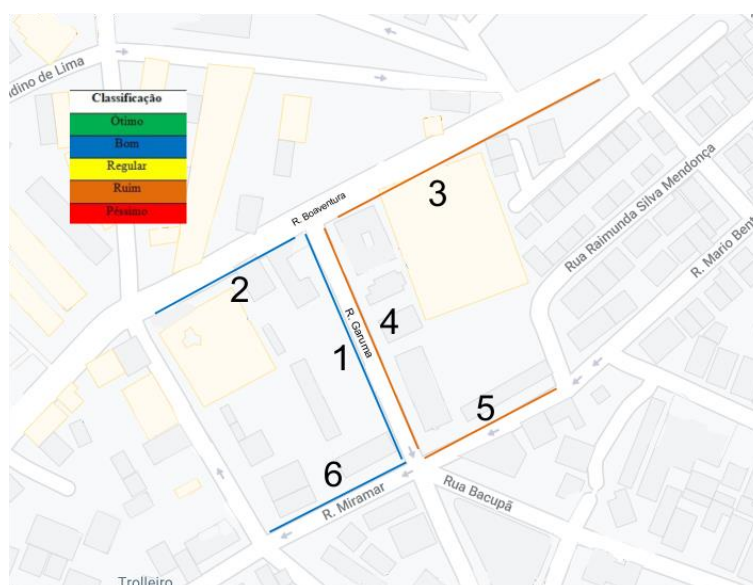 dino de Lima
Classificação
Ótimo
Bom
Regular
Ruim
Péssimo
R. Boaventura
3
Rua Raimunda Silva Mendonça
R. Mario Bent
2
R. Garuma
4
1
5
6
R. Miramar
Rua Bacupã
Trolleiro